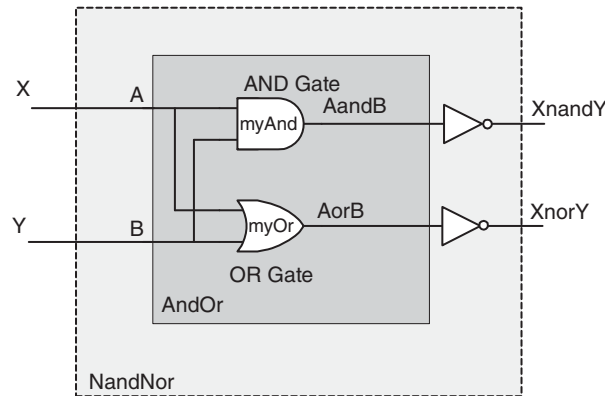 AND Gate
X
A
AandB
XnandY
myAnd
Y
B
AorB
XnorY
myOr
OR Gate
AndOr
NandNor